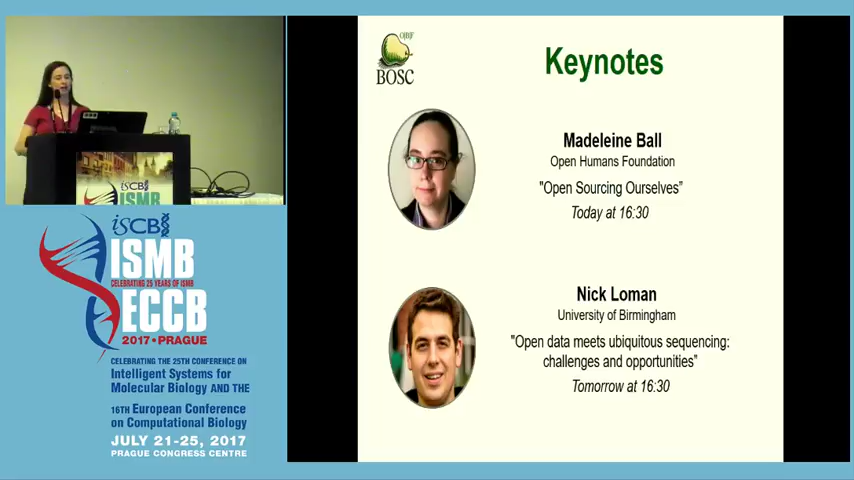 iSCB
ISMB
iSCB
ISMB
CELEBRATING 25 YEARS OF ISMB
ECCB
2017 • PRAGUE
CELEBRATING THE 25TH CONFERENCE ON
Intelligent Systems for
Molecular Biology AND THE
16TH European Conference
on Computational Biology
JULY 21-25, 2017
PRAGUE CONGRESS CENTRE
OBF
BOSC
Keynotes
Madeleine Ball
Open Humans Foundation
"Open Sourcing Ourselves"
Today at 16:30
Nick Loman
University of Birmingham
"Open data meets ubiquitous sequencing:
challenges and opportunities"
Tomorrow at 16:30